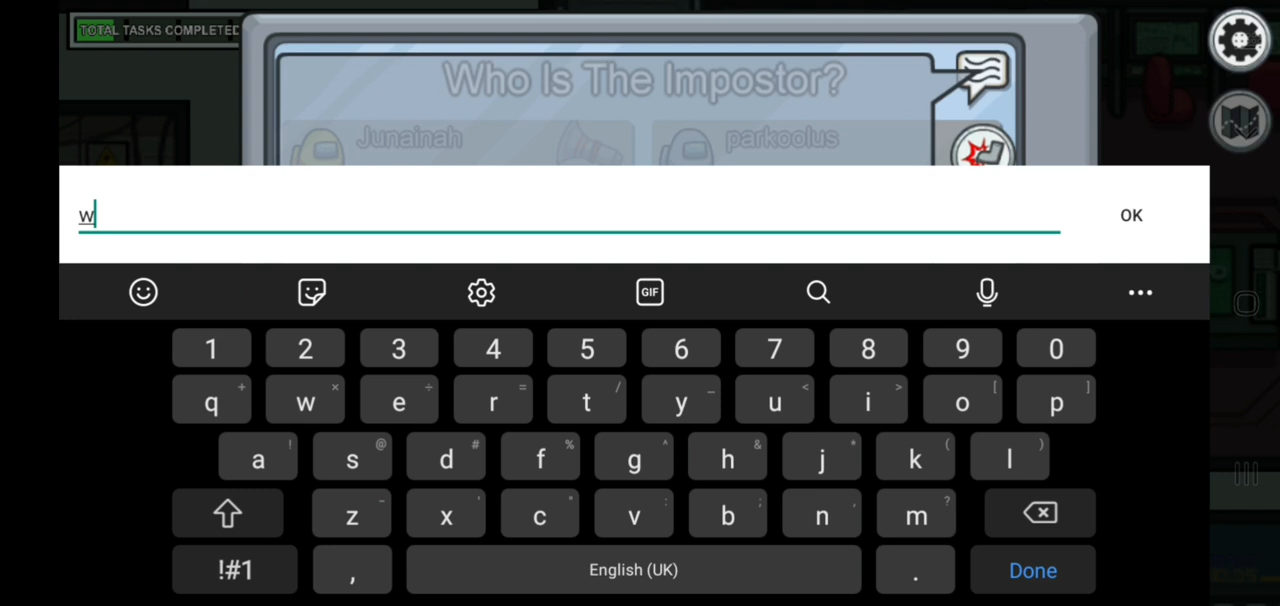 TOTAL TASKS COMPLETED
Who Is The Impostor?
Junainah parkoolus
w OK
GIF
1 2 3 4 5 6 7 8 9 0
q + w × e ÷ r = t / y _ u < i > o [ p ]
a ! s @ d # f % g ^ h & j * k ( l )
z - x ' c " v : b ; n , m ?
!#1 , English (UK) . Done